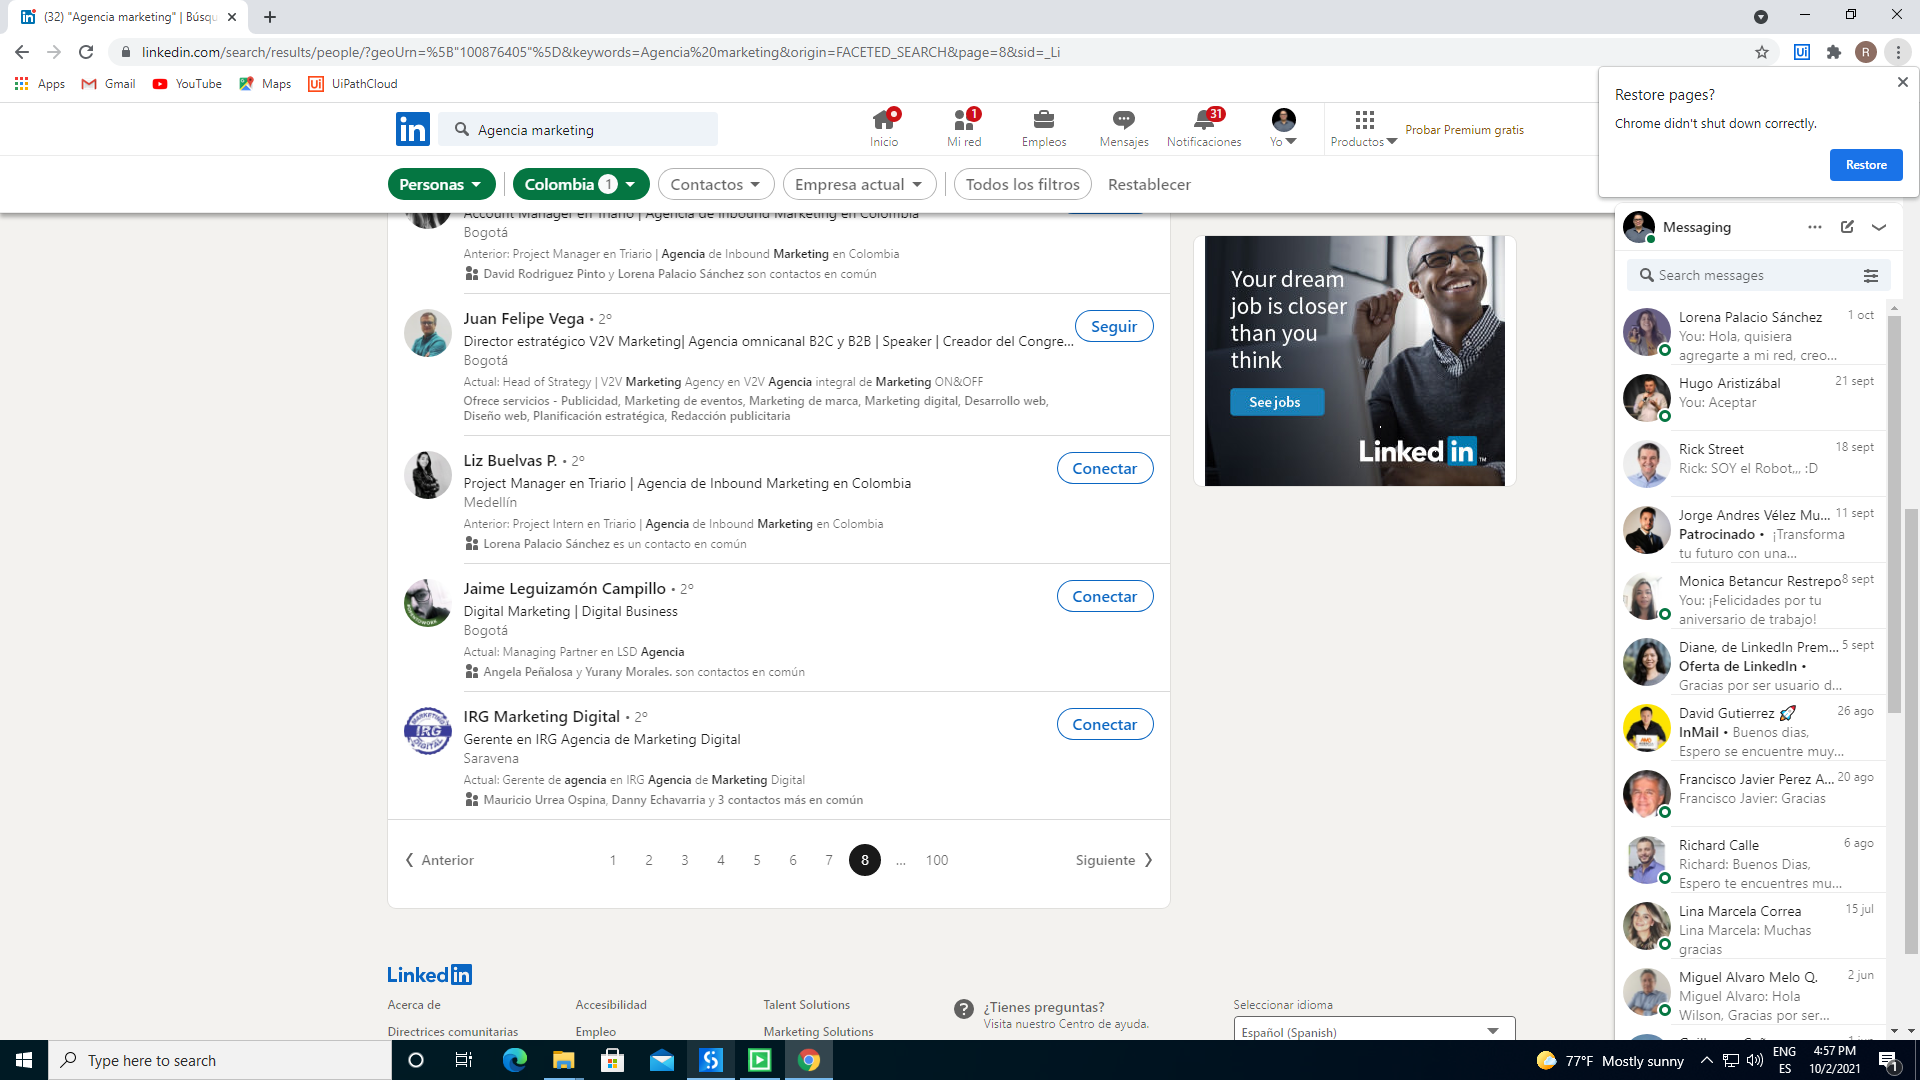 (32) "Agencia marketing" | Búsqu
linkedin.com/search/results/people/?geoUrn=%5B"100876405"%5D&keywords=Agencia%20marketing&origin=FACETED_SEARCH&page=8&sid=_Li
R
Apps
Gmail
YouTube
Maps
Ui
UiPathCloud
Restore pages?
Chrome didn't shut down correctly.
Restore
in
Agencia marketing
Inicio
1
Mi red
Empleos
Mensajes
31
Notificaciones
Yo
Productos
Probar Premium gratis
Personas
Colombia 1
Contactos
Empresa actual
Todos los filtros
Restablecer
Account Manager en Triario | Agencia de Inbound Marketing en Colombia
Bogotá
Anterior: Project Manager en Triario | Agencia de Inbound Marketing en Colombia
David Rodriguez Pinto y Lorena Palacio Sánchez son contactos en común
Juan Felipe Vega • 2º
Seguir
Director estratégico V2V Marketing| Agencia omnicanal B2C y B2B | Speaker | Creador del Congre...
Bogotá
Actual: Head of Strategy | V2V Marketing Agency en V2V Agencia integral de Marketing ON&OFF
Ofrece servicios - Publicidad, Marketing de eventos, Marketing de marca, Marketing digital, Desarrollo web,
Diseño web, Planificación estratégica, Redacción publicitaria
Liz Buelvas P. • 2º
Conectar
Project Manager en Triario | Agencia de Inbound Marketing en Colombia
Medellín
Anterior: Project Intern en Triario | Agencia de Inbound Marketing en Colombia
Lorena Palacio Sánchez es un contacto en común
Jaime Leguizamón Campillo • 2º
Conectar
Digital Marketing | Digital Business
Bogotá
Actual: Managing Partner en LSD Agencia
Angela Peñalosa y Yurany Morales. son contactos en común
MARKETING
IRG
DIGITAL
IRG Marketing Digital • 2º
Conectar
Gerente en IRG Agencia de Marketing Digital
Saravena
Actual: Gerente de agencia en IRG Agencia de Marketing Digital
Mauricio Urrea Ospina, Danny Echavarria y 3 contactos más en común
Anterior
1 2 3 4 5 6 7 8 ... 100
Siguiente
Your dream
job is closer
than you
think
See jobs
Linked in ™
Messaging
Search messages
Lorena Palacio Sánchez 1 oct
You: Hola, quisiera
agregarte a mi red, creo...
Hugo Aristizábal 21 sept
You: Aceptar
Rick Street 18 sept
Rick: SOY el Robot,,, :D
Jorge Andres Vélez Mu... 11 sept
Patrocinado • ¡Transforma
tu futuro con una...
Monica Betancur Restrepo 8 sept
You: ¡Felicidades por tu
aniversario de trabajo!
Diane, de LinkedIn Prem... 5 sept
Oferta de LinkedIn •
Gracias por ser usuario d...
David Gutierrez 🚀 26 ago
InMail • Buenos dias,
Espero se encuentre muy...
Francisco Javier Perez A... 20 ago
Francisco Javier: Gracias
Richard Calle 6 ago
Richard: Buenos Dias,
Espero te encuentres mu...
Lina Marcela Correa 15 jul
Lina Marcela: Muchas
gracias
Miguel Alvaro Melo Q. 2 jun
Miguel Alvaro: Hola
Wilson, Gracias por ser...
Linked in
Acerca de
Accesibilidad
Talent Solutions
¿Tienes preguntas?
Visita nuestro Centro de ayuda.
Seleccionar idioma
Español (Spanish)
Directrices comunitarias
Empleo
Marketing Solutions
Type here to search
77°F Mostly sunny
ENG
ES
4:57 PM
10/2/2021
1